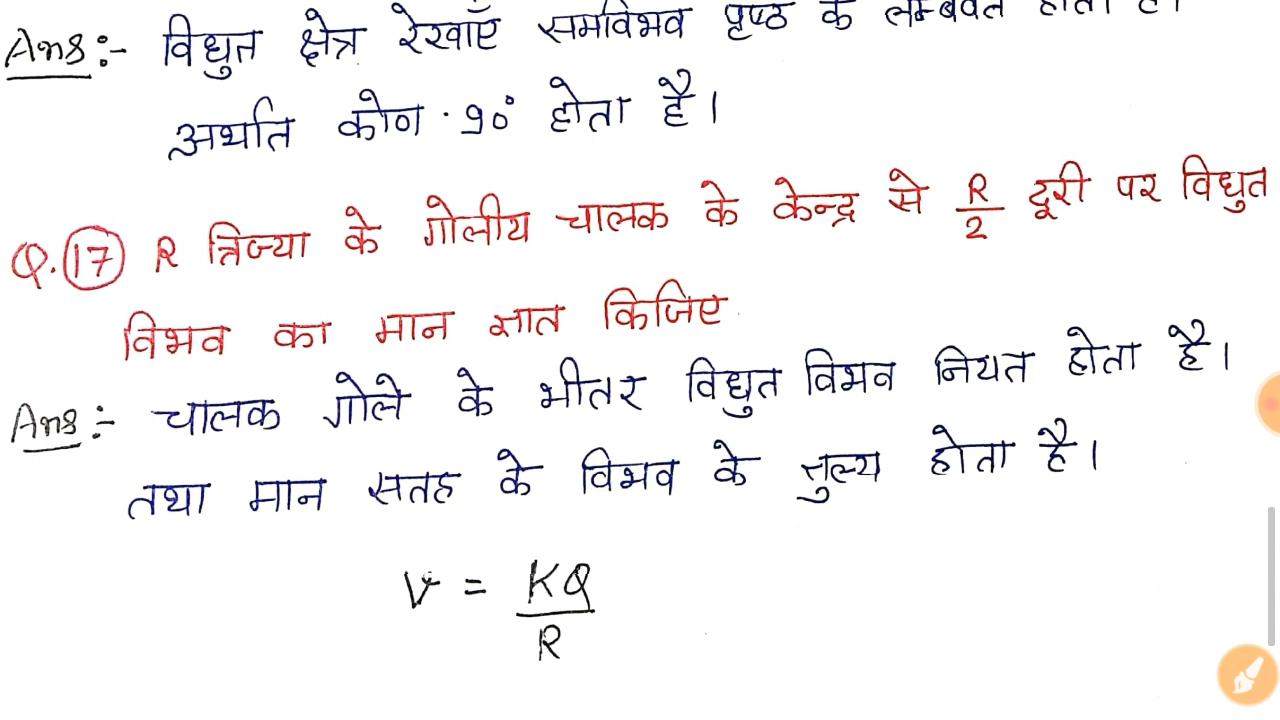 Ans:- विधुत क्षेत्र रेखाएँ समविभव पृष्ठ के लम्बवत होती है।
अर्थात कोण · 90° होता है।
Q.(17) R त्रिज्या के गोलीय चालक के केन्द्र से R/2 दूरी पर विधुत
विभव का मान ज्ञात किजिए
Ans:- चालक गोले के भीतर विधुत विभव नियत होता है।
तथा मान सतह के विभव के तुल्य होता है।
V = KQ/R